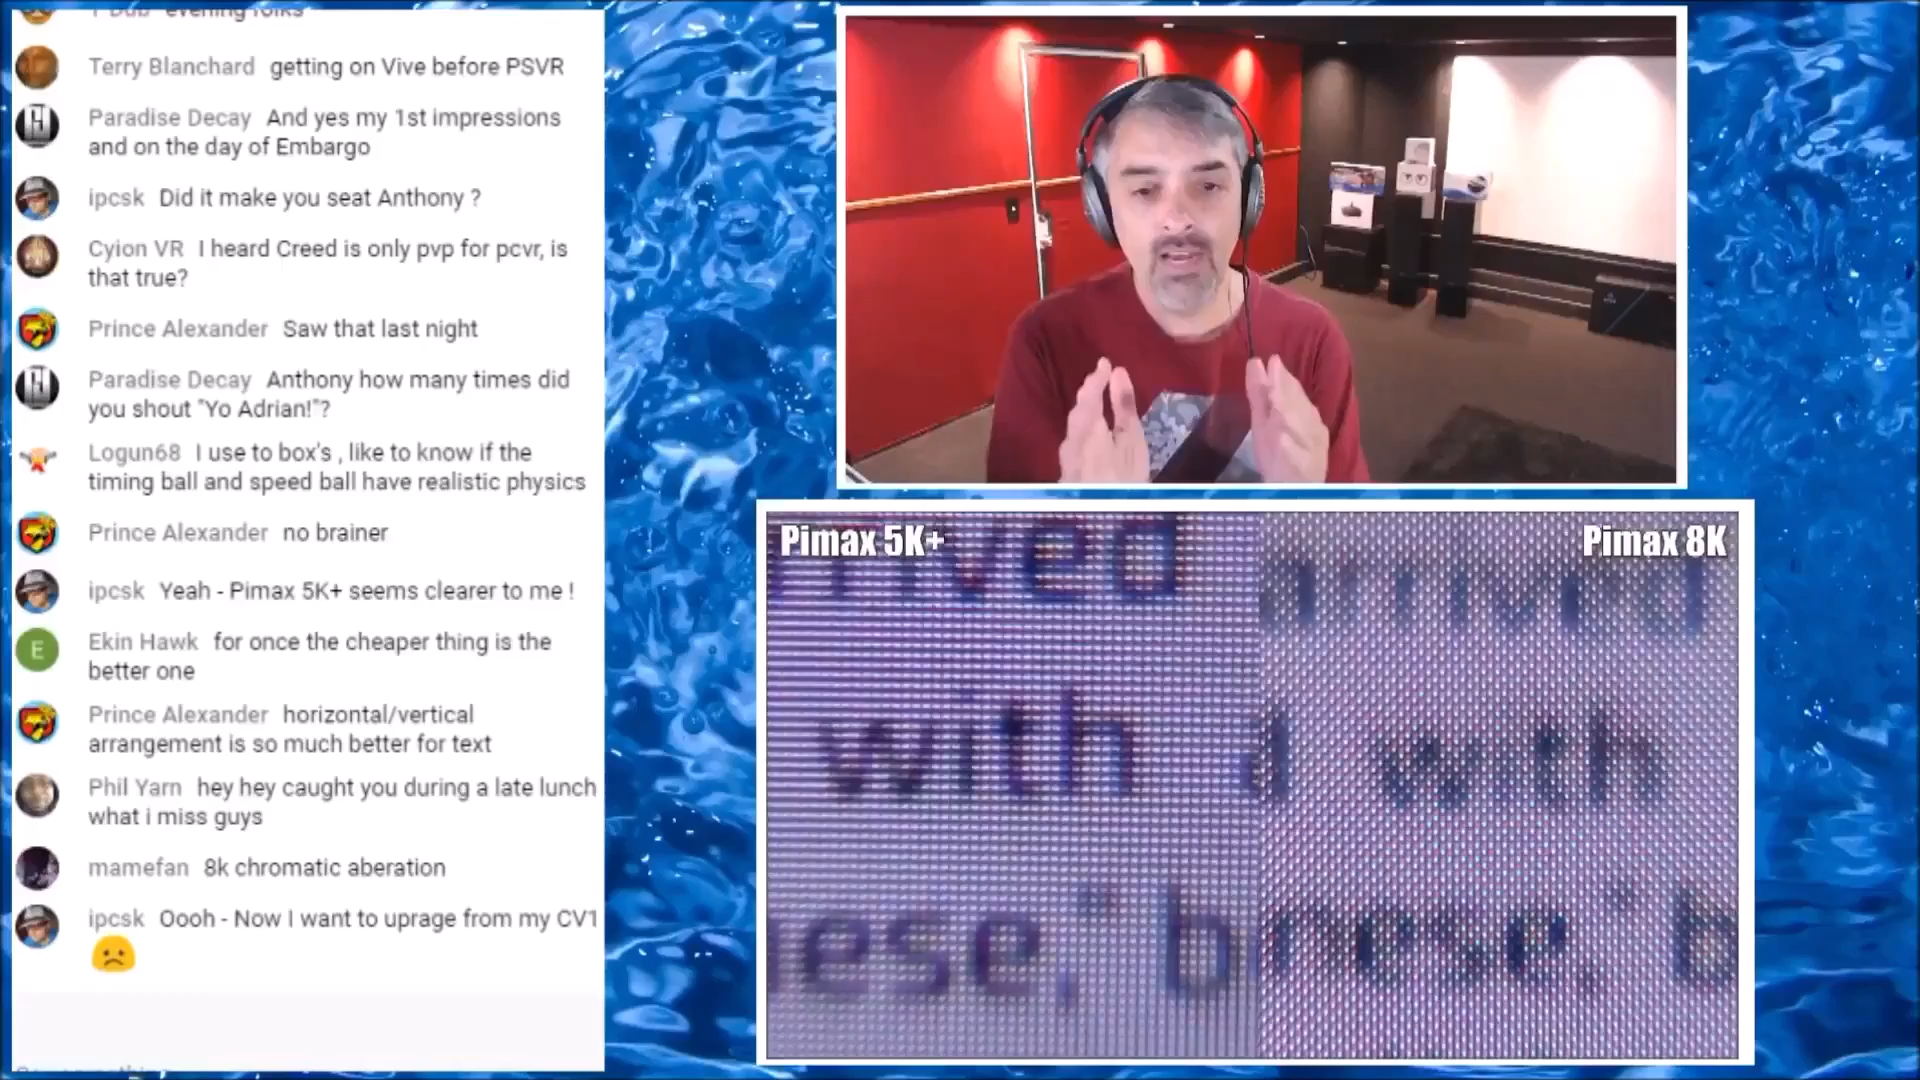 T Dub evening folks
Terry Blanchard getting on Vive before PSVR
Paradise Decay And yes my 1st impressions
and on the day of Embargo
ipcsk Did it make you seat Anthony ?
Cyion VR I heard Creed is only pvp for pcvr, is
that true?
Prince Alexander Saw that last night
Paradise Decay Anthony how many times did
you shout "Yo Adrian!"?
Logun68 I use to box's , like to know if the
timing ball and speed ball have realistic physics
Prince Alexander no brainer
ipcsk Yeah - Pimax 5K+ seems clearer to me !
E
Ekin Hawk for once the cheaper thing is the
better one
Prince Alexander horizontal/vertical
arrangement is so much better for text
Phil Yarn hey hey caught you during a late lunch
what i miss guys
mamefan 8k chromatic aberation
ipcsk Oooh - Now I want to uprage from my CV1
Pimax 5K+
Pimax 8K
with
with
ese," b
ese," b